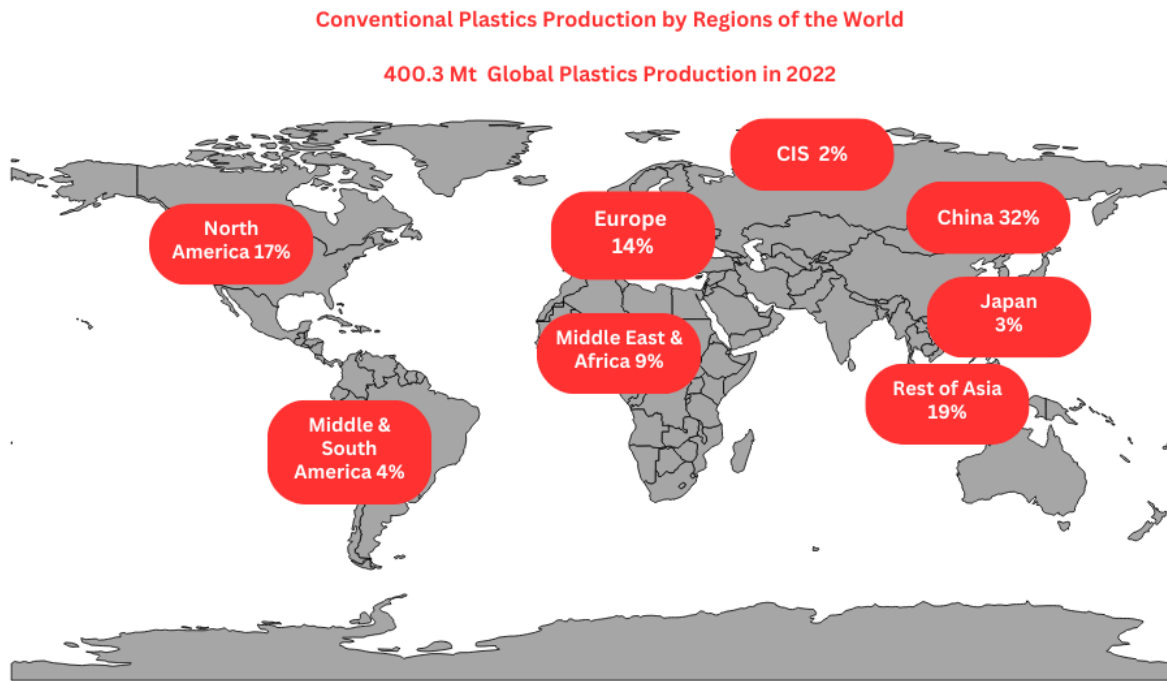 Conventional Plastics Production by Regions of the World
400.3 Mt Global Plastics Production in 2022
CIS 2%
North
America 17%
Europe
14%
China 32%
Japan
3%
Middle East &
Africa 9%
Rest of Asia
19%
Middle &
South
America 4%